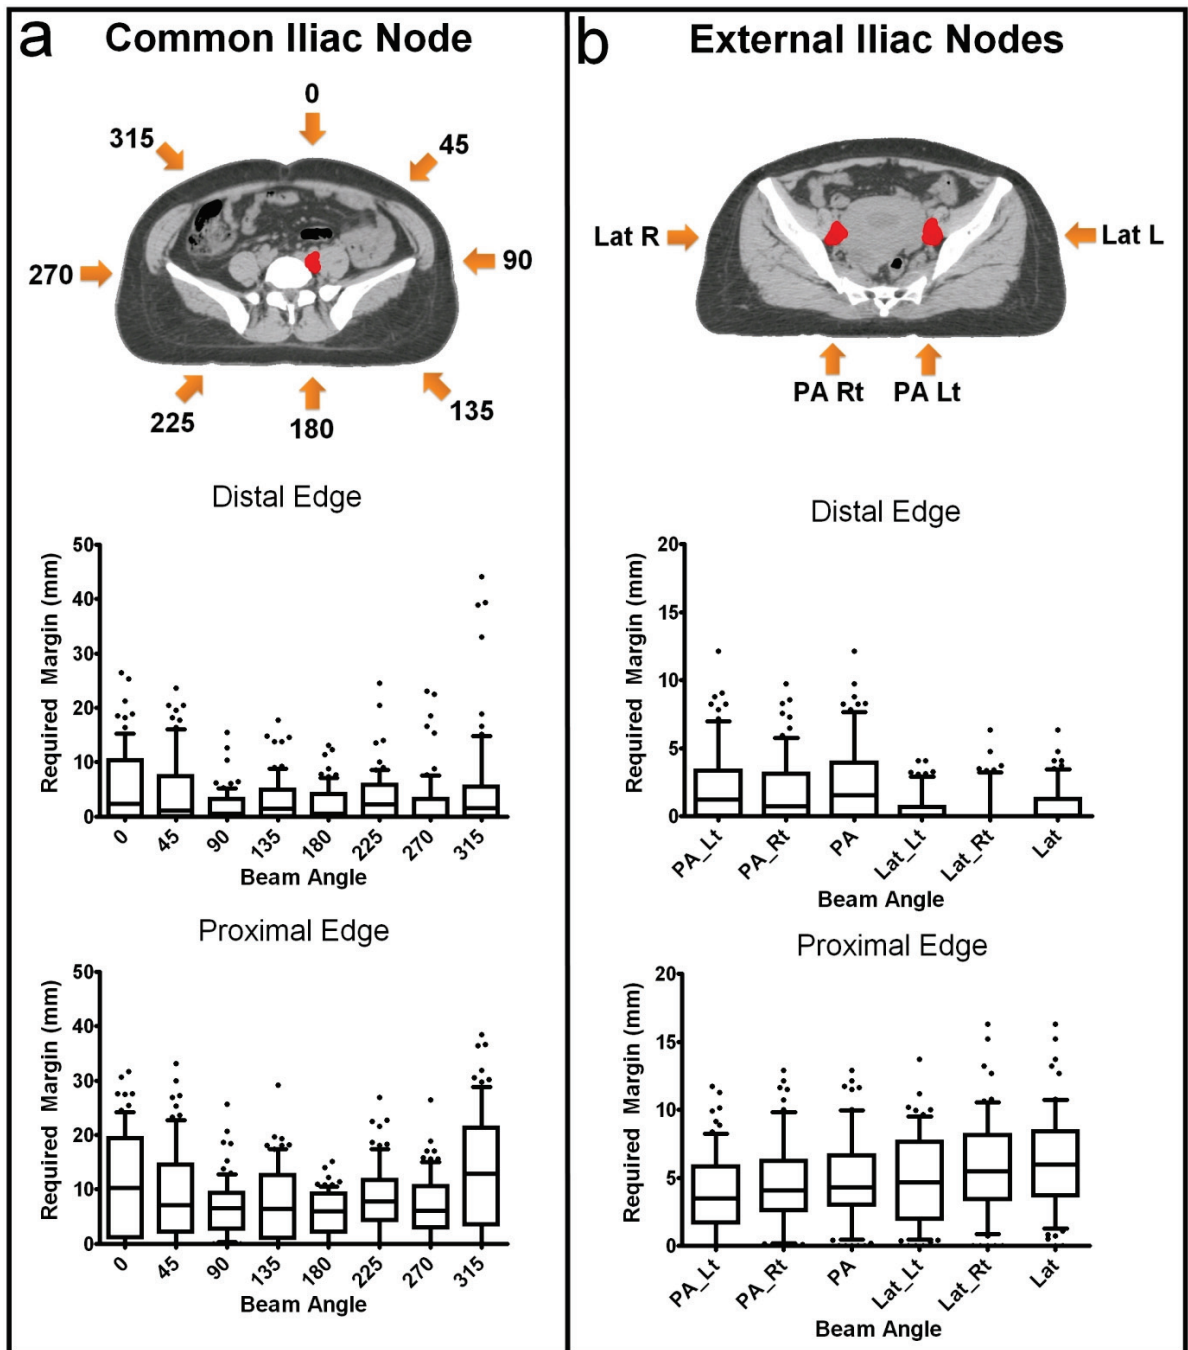 a Common Iliac Node
0
315
45
270
90
225
135
180
Distal Edge
Required Margin (mm)
50
40
30
20
10
0
0 45 90 135 180 225 270 315
Beam Angle
Proximal Edge
Required Margin (mm)
50
40
30
20
10
0
0 45 90 135 180 225 270 315
Beam Angle
b External Iliac Nodes
Lat R
Lat L
PA Rt PA Lt
Distal Edge
Required Margin (mm)
20
15
10
5
0
PA_Lt PA_Rt PA Lat_Lt Lat_Rt Lat
Beam Angle
Proximal Edge
Required Margin (mm)
20
15
10
5
0
PA_Lt PA_Rt PA Lat_Lt Lat_Rt Lat
Beam Angle